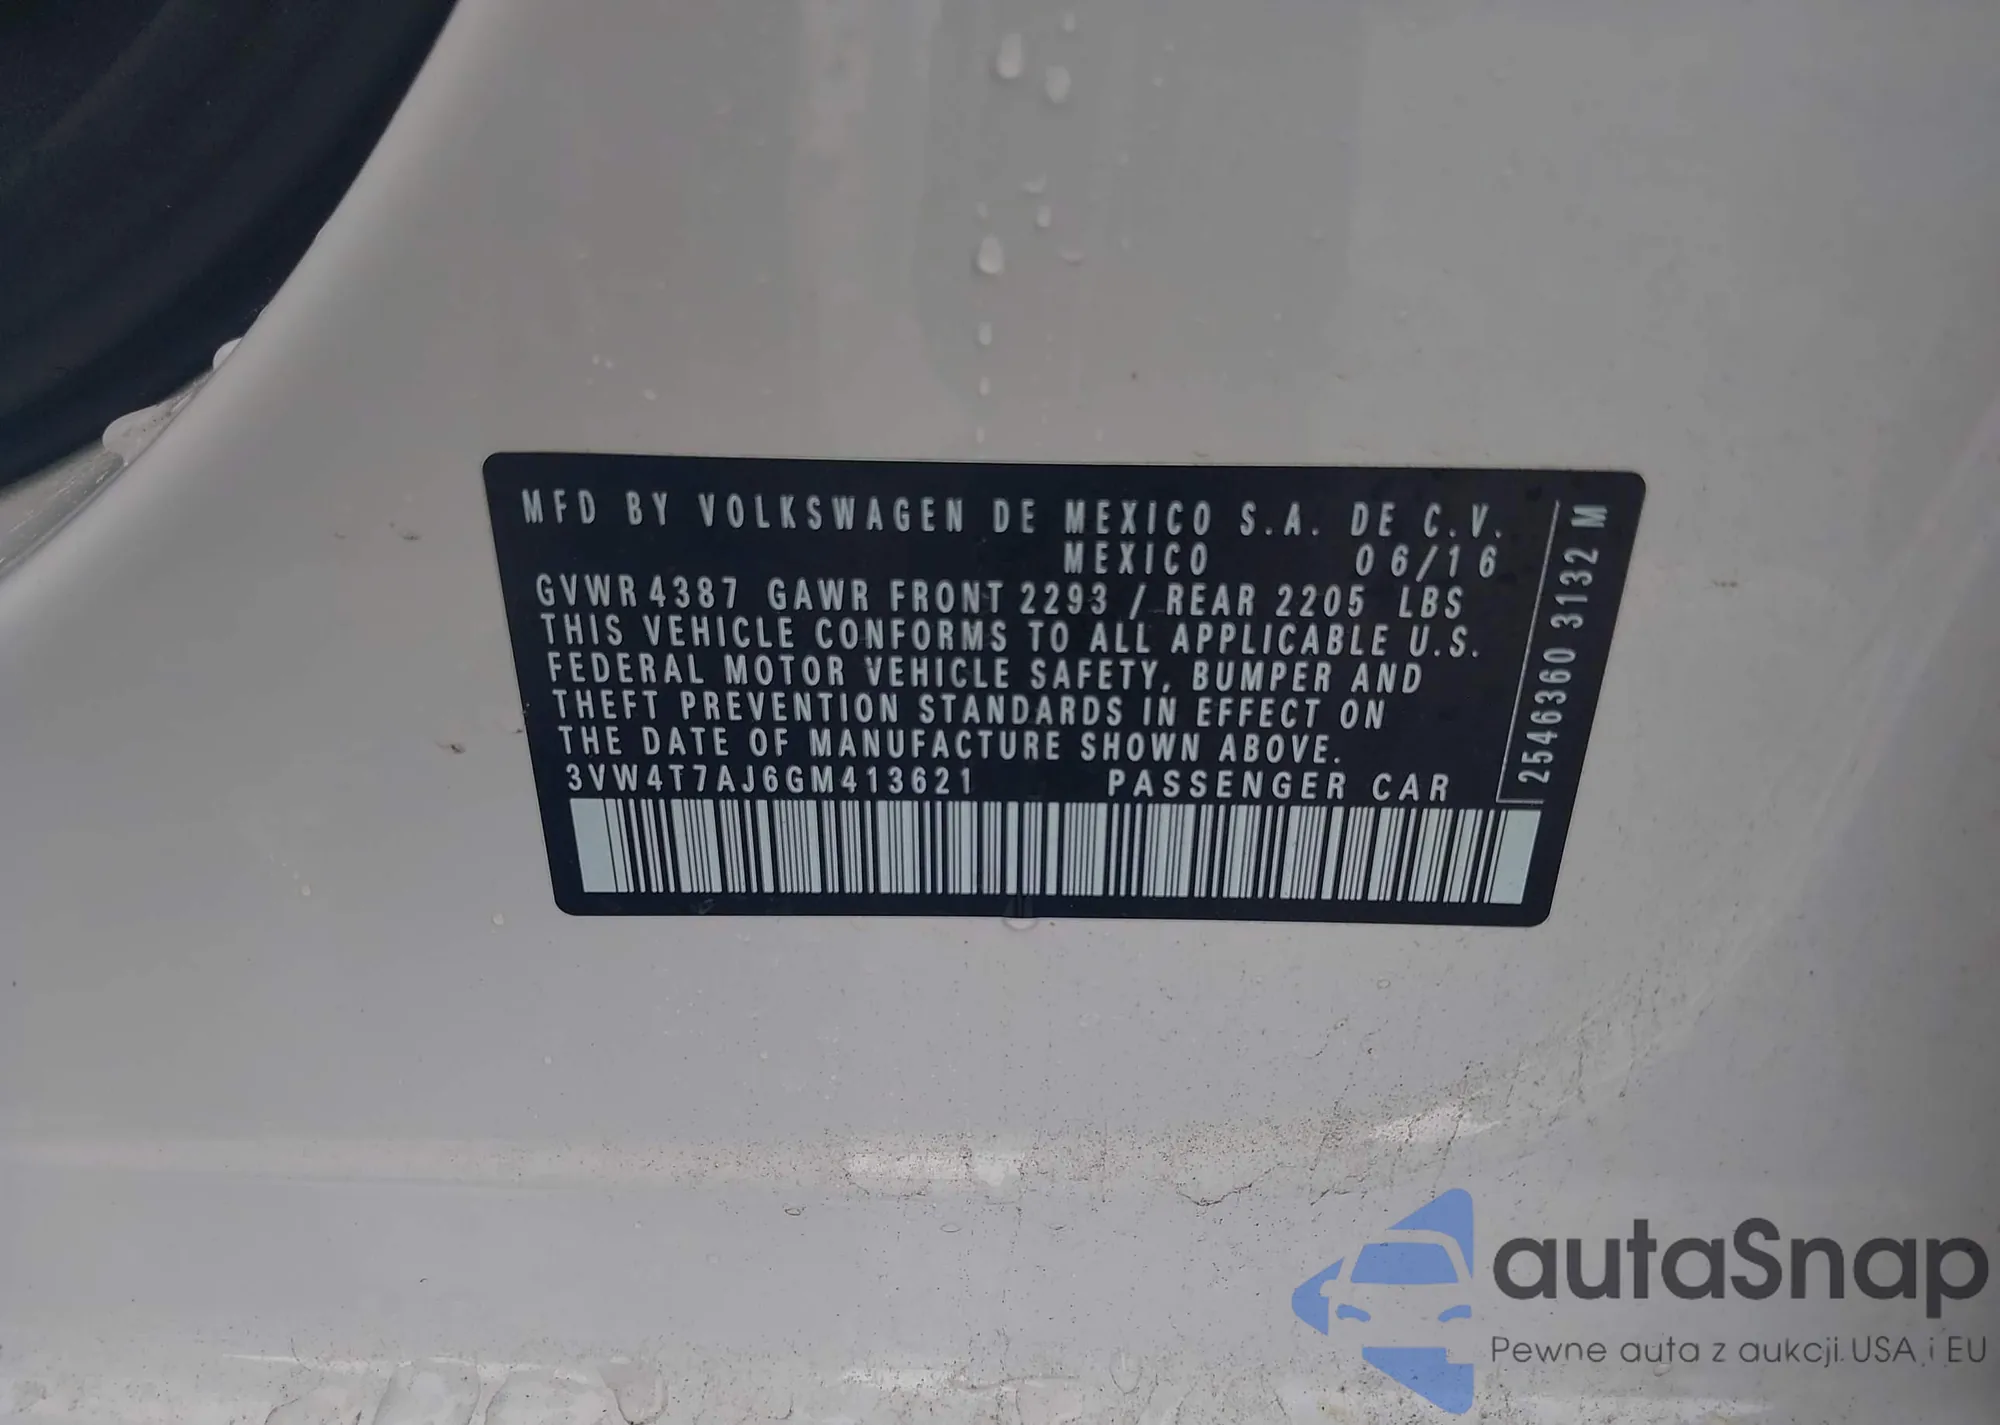 MFD BY VOLKSWAGEN DE MEXICO S.A. DE C.V.
MEXICO 06/16
GVWR 4387 GAWR FRONT 2293 / REAR 2205 LBS
THIS VEHICLE CONFORMS TO ALL APPLICABLE U.S.
FEDERAL MOTOR VEHICLE SAFETY, BUMPER AND
THEFT PREVENTION STANDARDS IN EFFECT ON
THE DATE OF MANUFACTURE SHOWN ABOVE.
3VW4T7AJ6GM413621 PASSENGER CAR
2546360 3132 M
autaSnap
Pewne auta z aukcji USA i EU